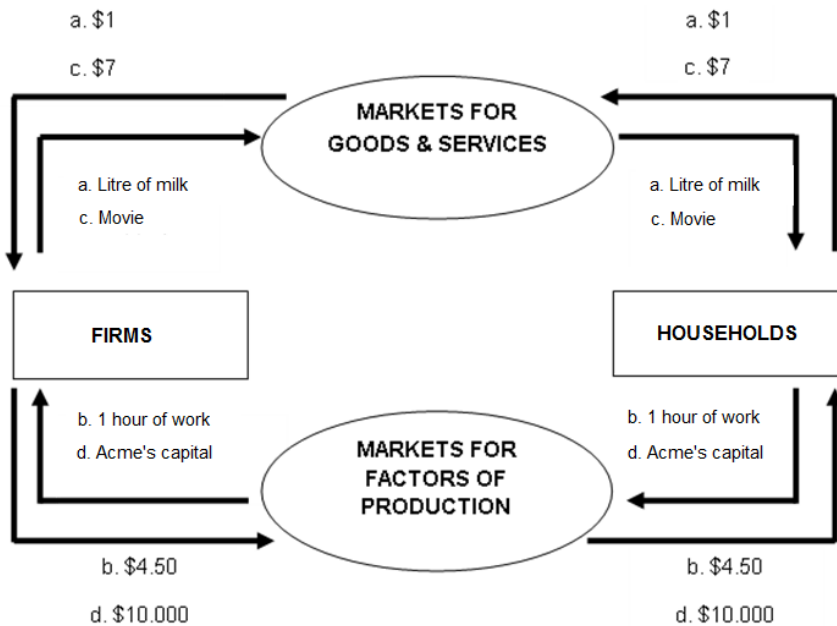 a. $1
a. $1
c. $7
c. $7
MARKETS FOR
GOODS & SERVICES
a. Litre of milk
c. Movie
a. Litre of milk
c. Movie
FIRMS
HOUSEHOLDS
b. 1 hour of work
d. Acme's capital
MARKETS FOR
FACTORS OF
PRODUCTION
b. 1 hour of work
d. Acme's capital
b. $4.50
d. $10.000
b. $4.50
d. $10.000